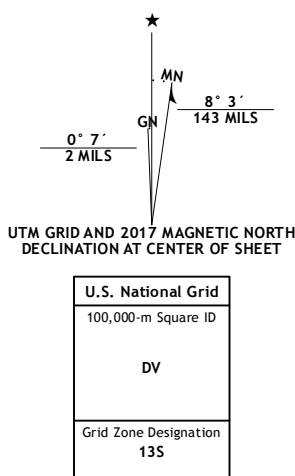 ★
MN
8° 3´
143 MILS
GN
0° 7´
2 MILS
UTM GRID AND 2017 MAGNETIC NORTH
DECLINATION AT CENTER OF SHEET
U.S. National Grid
100,000-m Square ID
DV
Grid Zone Designation
13S